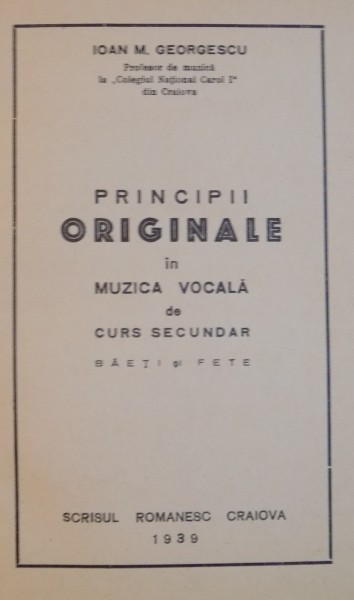 IOAN M. GEORGESCU
Profesor de muzică
la „Colegiul Național Carol I"
din Craiova
PRINCIPII
ORIGINALE
în
MUZICA VOCALĂ
de
CURS SECUNDAR
BĂEȚI și FETE
SCRISUL ROMANESC CRAIOVA
1939